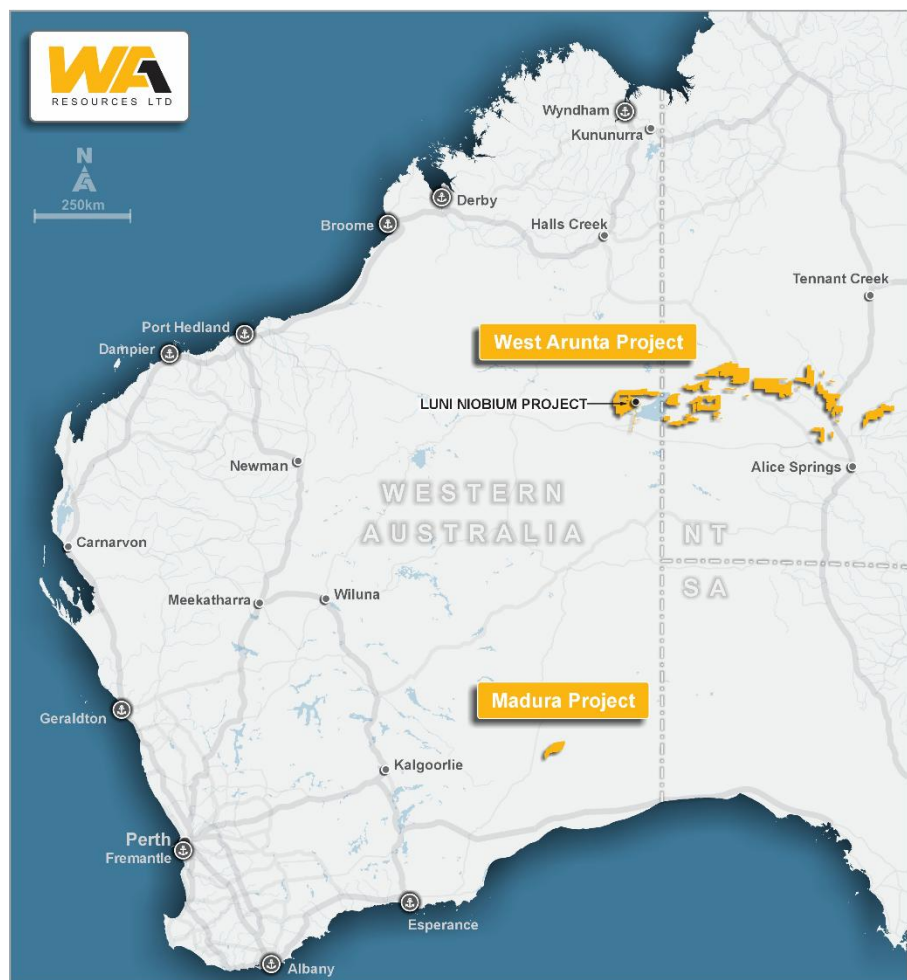 WA1
RESOURCES LTD
N
250km
Wyndham
Kununurra
Derby
Broome
Halls Creek
Tennant Creek
Port Hedland
Dampier
West Arunta Project
LUNI NIOBIUM PROJECT
Newman
Alice Springs
WESTERN
AUSTRALIA
NT
SA
Carnarvon
Meekatharra
Wiluna
Madura Project
Geraldton
Kalgoorlie
Perth
Fremantle
Esperance
Albany